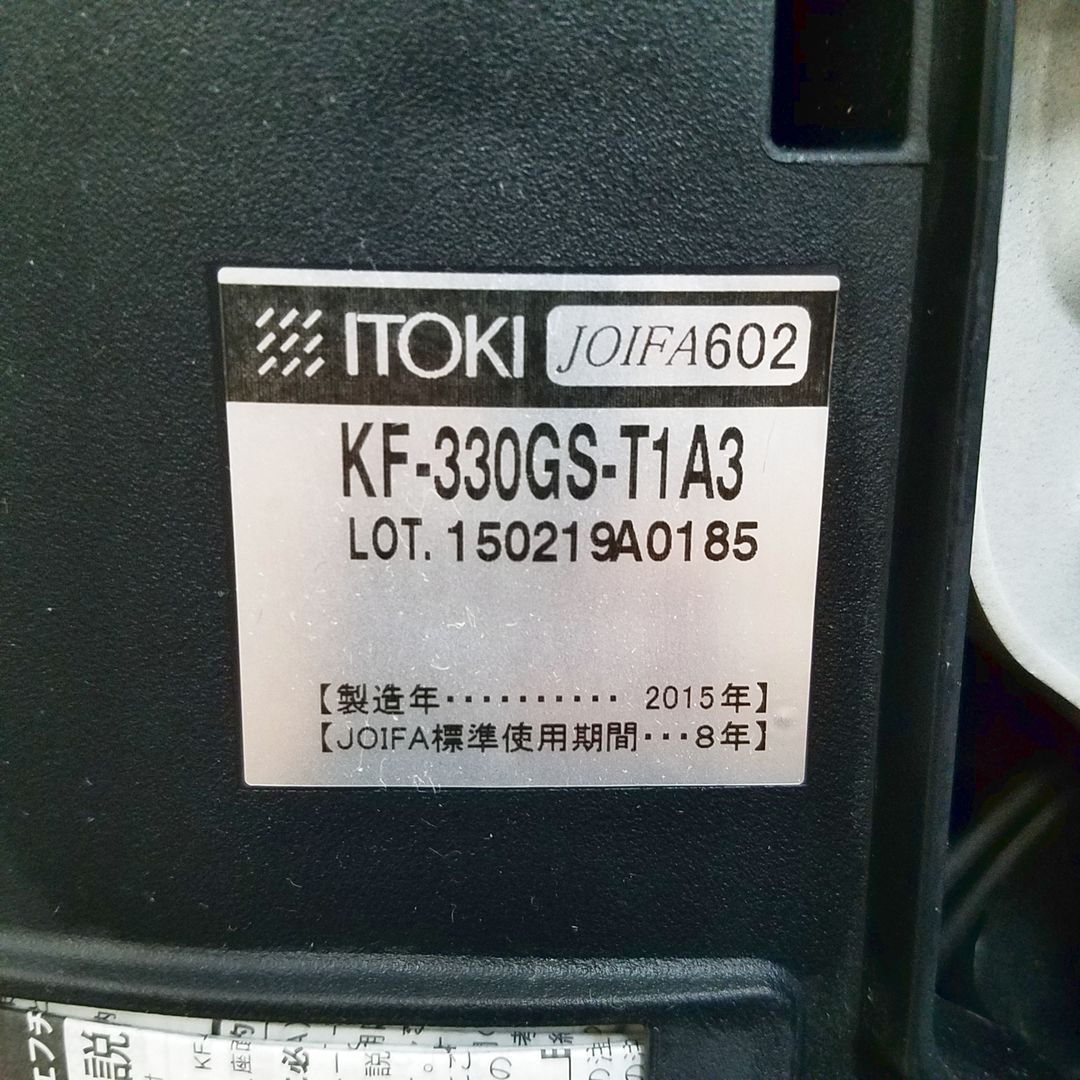 ITOKI JOIFA602
KF-330GS-T1A3
LOT. 150219A0185
【製造年・・・・・・・・・・ 2015年】
【JOIFA標準使用期間・・・8年】
説